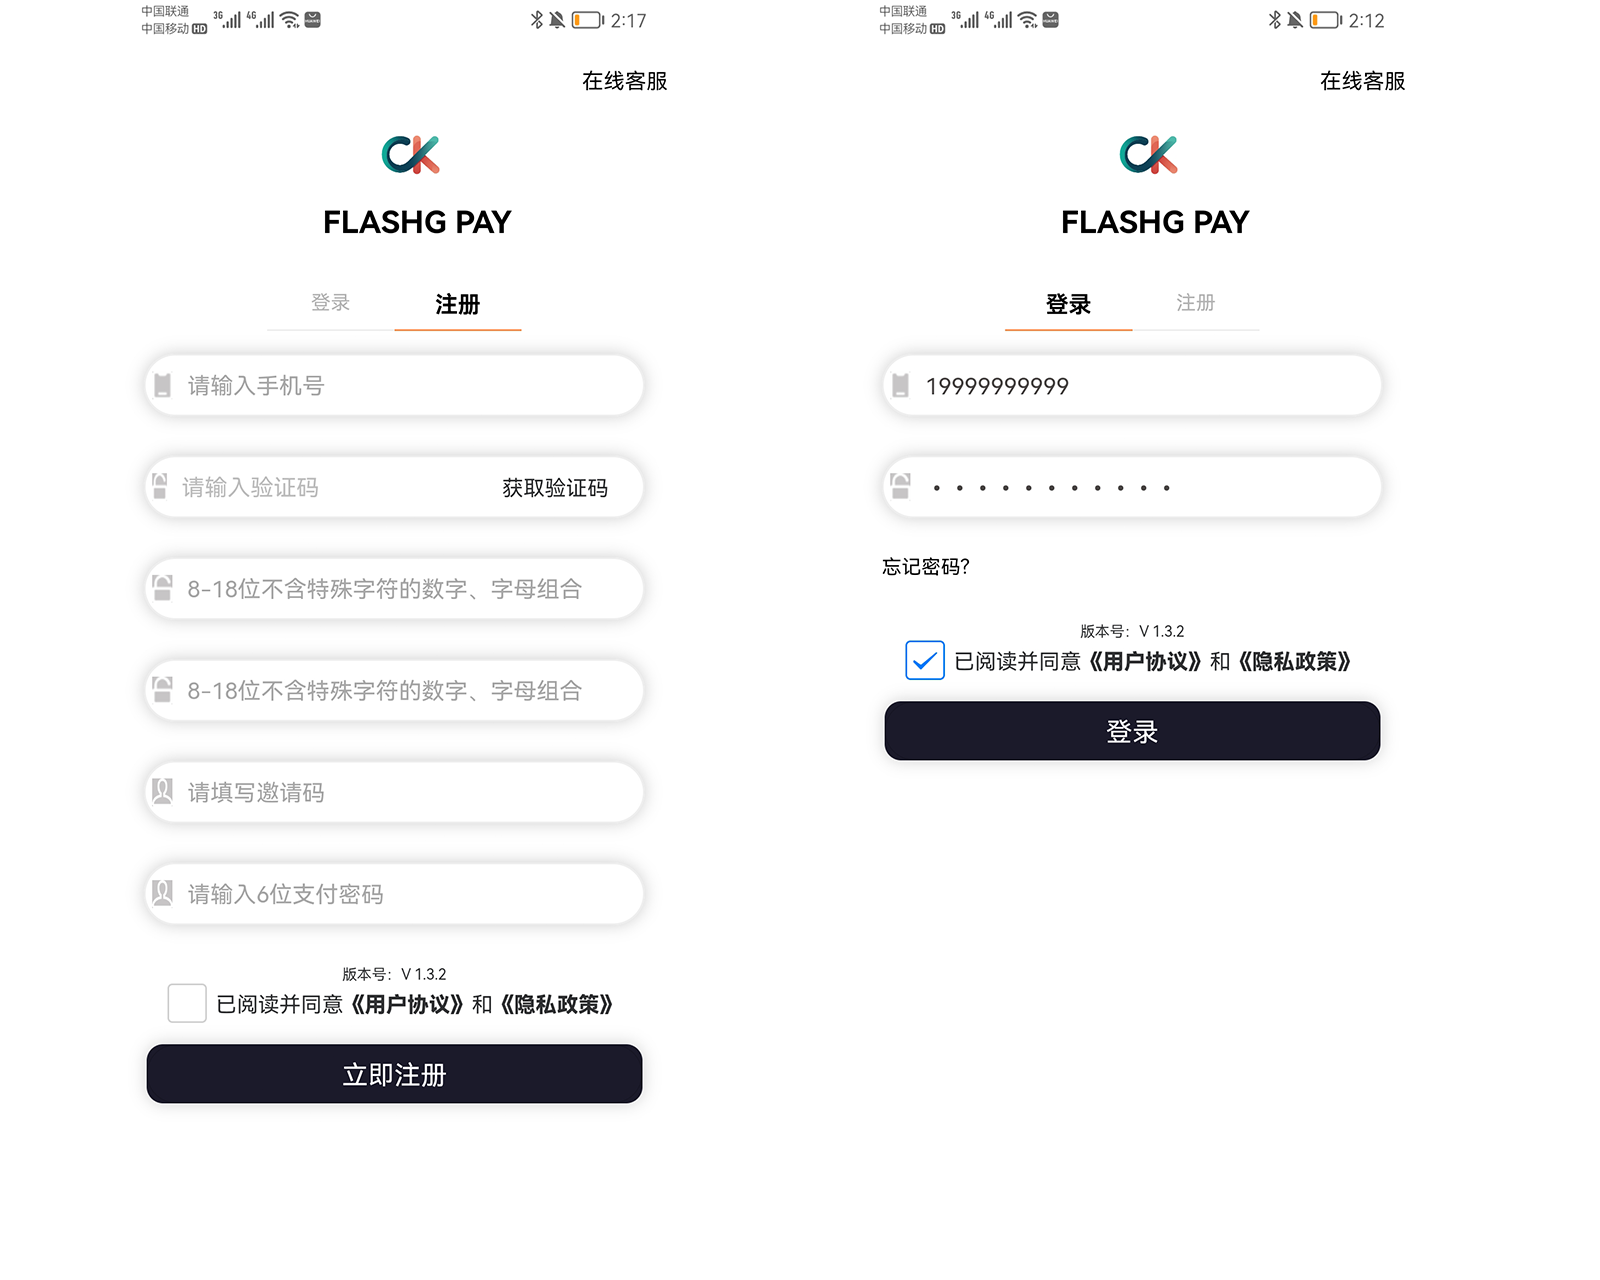 中国联通
中国移动 HD
3G 4G
2:17
在线客服
CK
FLASHG PAY
登录 注册
请输入手机号
请输入验证码 获取验证码
8-18位不含特殊字符的数字、字母组合
8-18位不含特殊字符的数字、字母组合
请填写邀请码
请输入6位支付密码
版本号：V 1.3.2
已阅读并同意《用户协议》和《隐私政策》
立即注册
中国联通
中国移动 HD
3G 4G
2:12
在线客服
CK
FLASHG PAY
登录 注册
19999999999
• • • • • • • • • • •
忘记密码？
版本号：V 1.3.2
已阅读并同意《用户协议》和《隐私政策》
登录